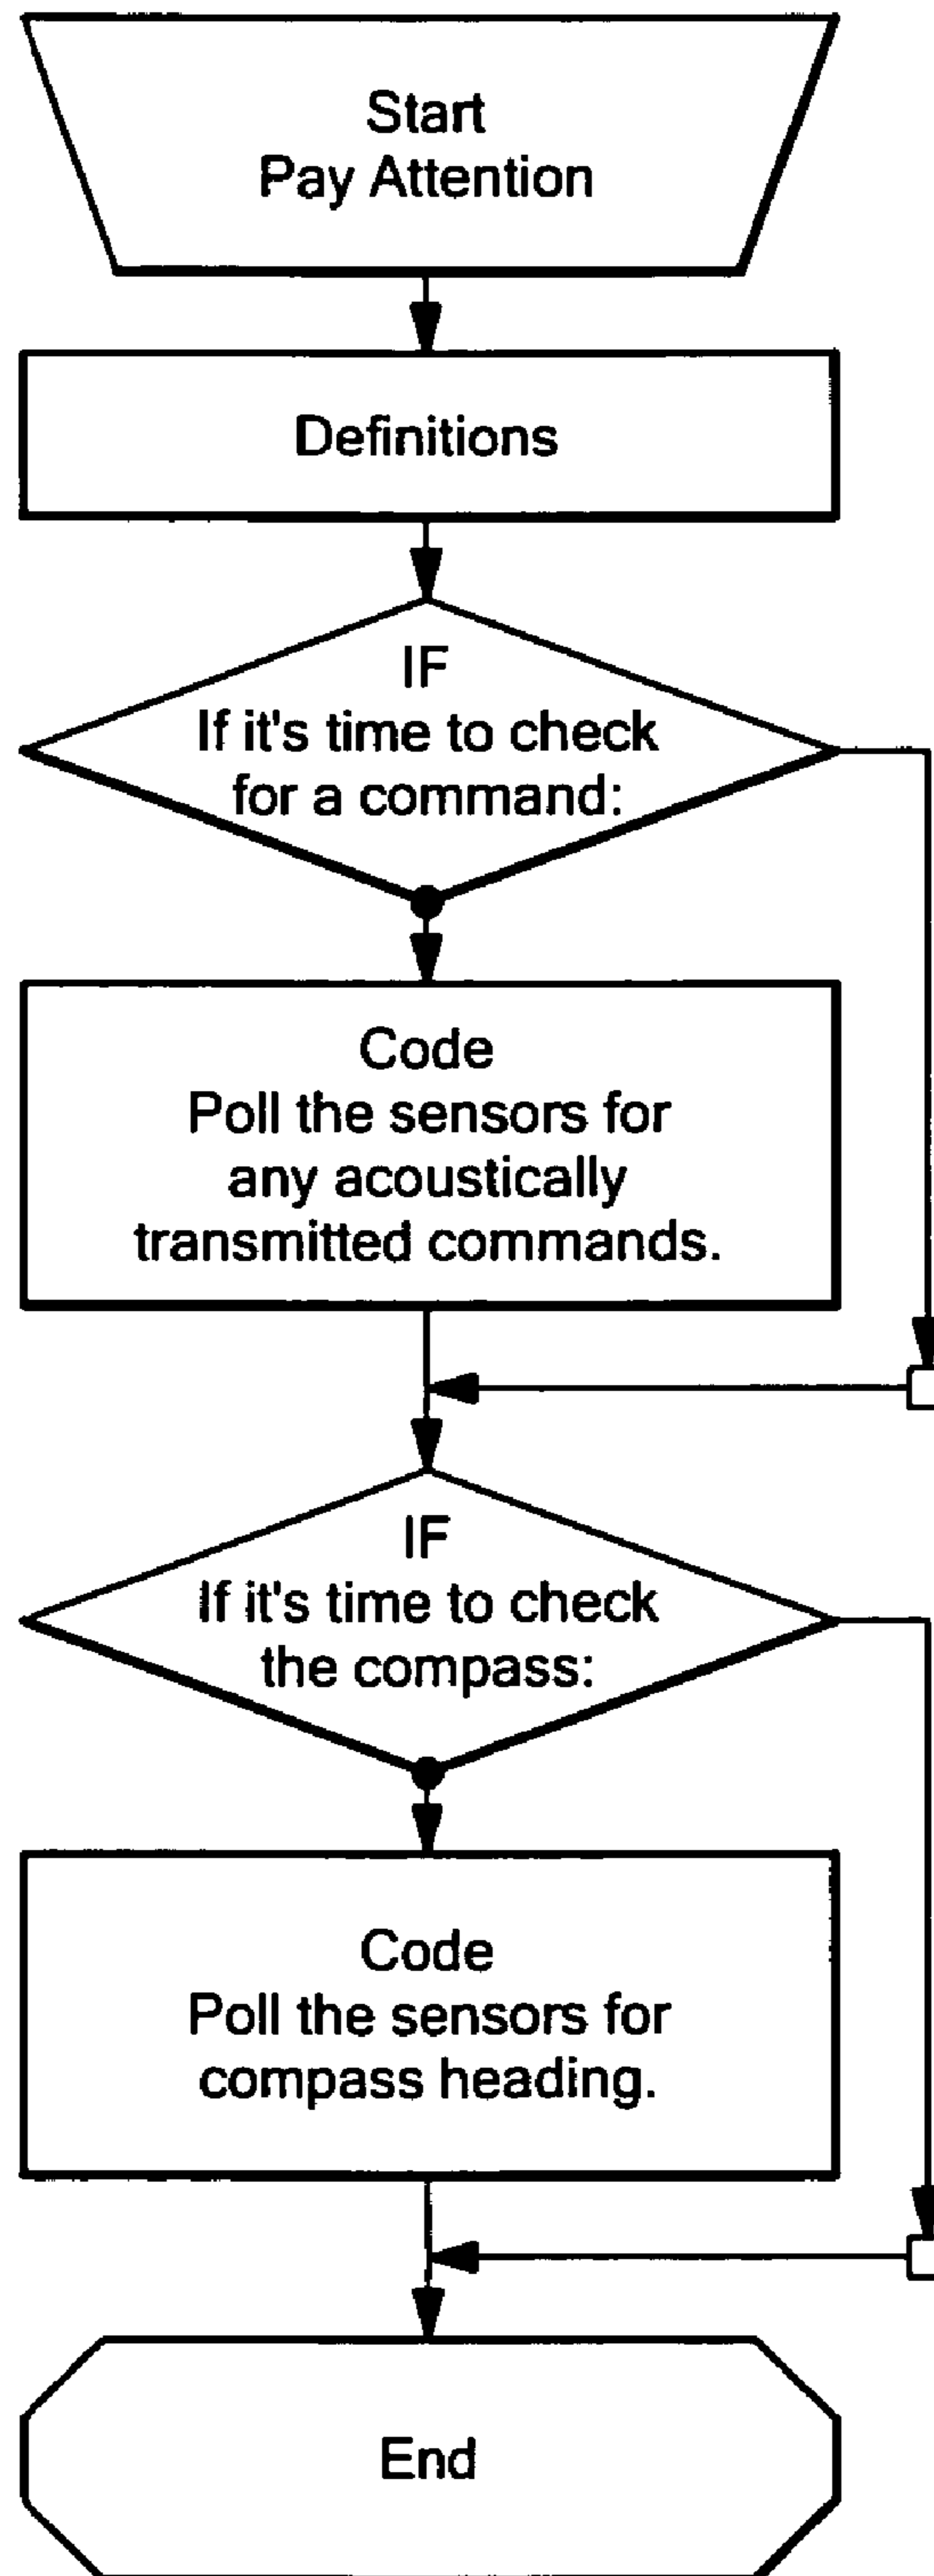 Start
Pay Attention
Definitions
IF
If it's time to check
for a command:
Code
Poll the sensors for
any acoustically
transmitted commands.
IF
If it's time to check
the compass:
Code
Poll the sensors for
compass heading.
End